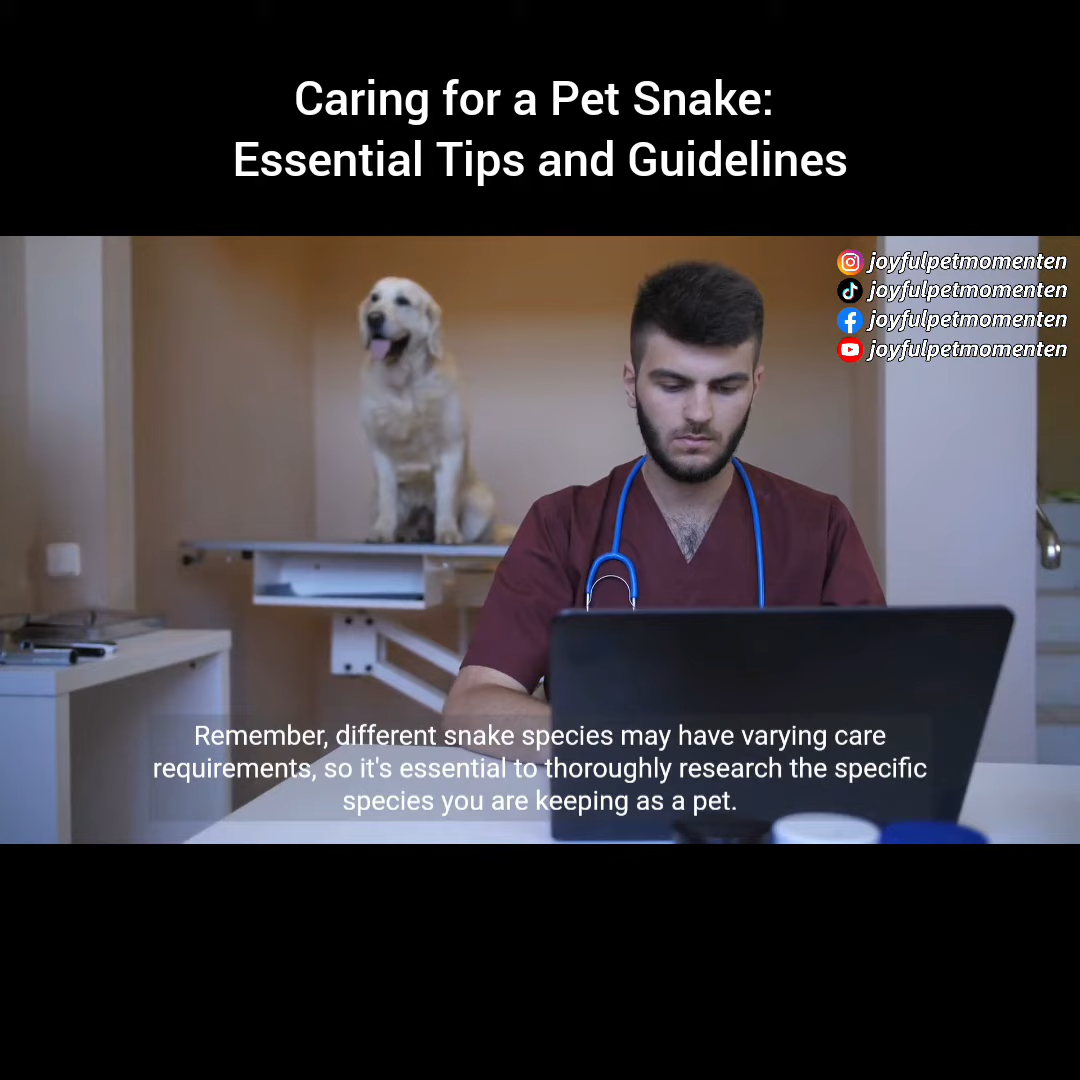 Caring for a Pet Snake:
Essential Tips and Guidelines
joyfulpetmomenten
joyfulpetmomenten
joyfulpetmomenten
joyfulpetmomenten
Remember, different snake species may have varying care
requirements, so it's essential to thoroughly research the specific
species you are keeping as a pet.